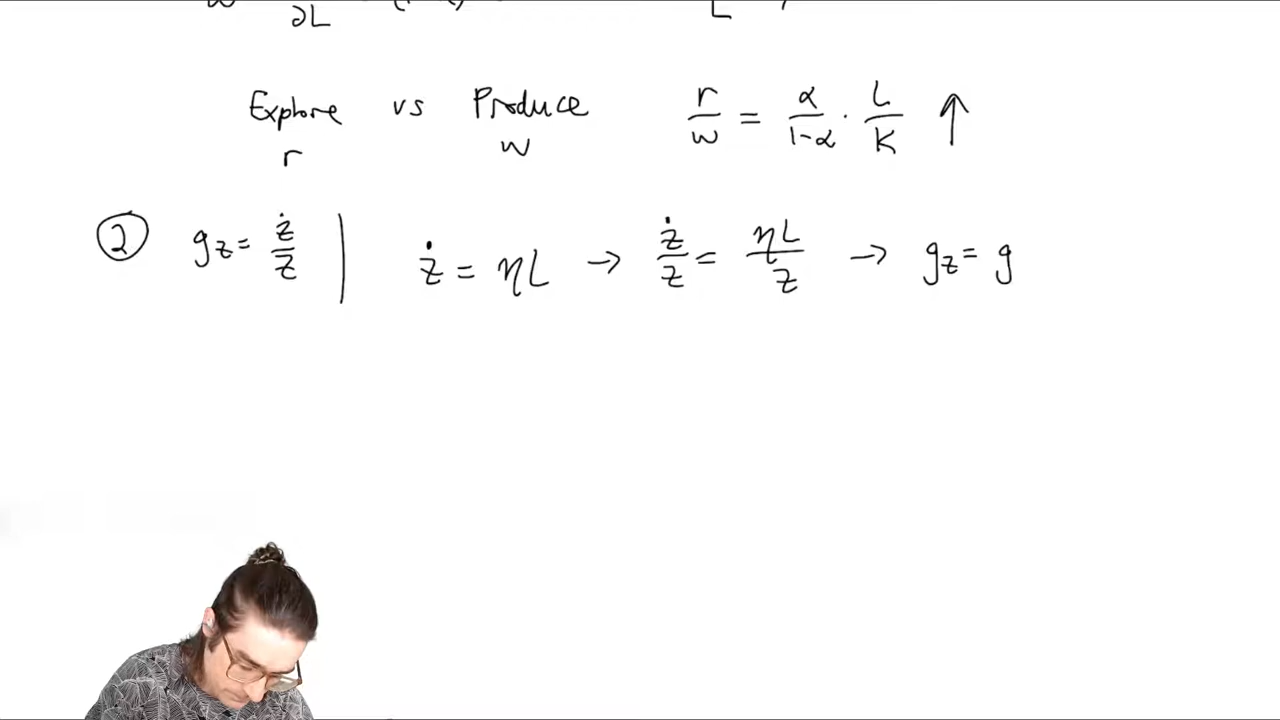 ∂L
L
Explore vs Produce r/w = α/(1-α) · L/K ↑
r w
② g_z = ż/z | ż = ηL → ż/z = ηL/z → g_z = g